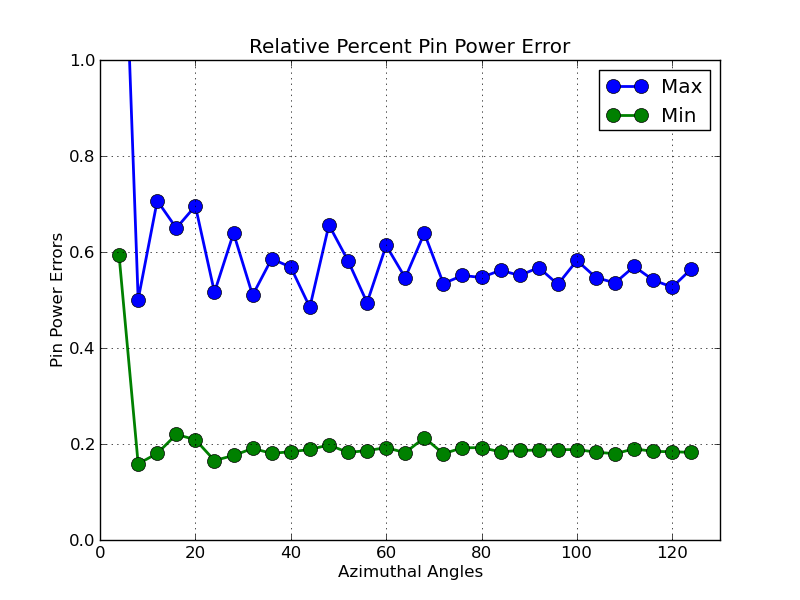 Relative Percent Pin Power Error
Max
Min
1.0
0.8
0.6
0.4
0.2
0.0
Pin Power Errors
0 20 40 60 80 100 120
Azimuthal Angles